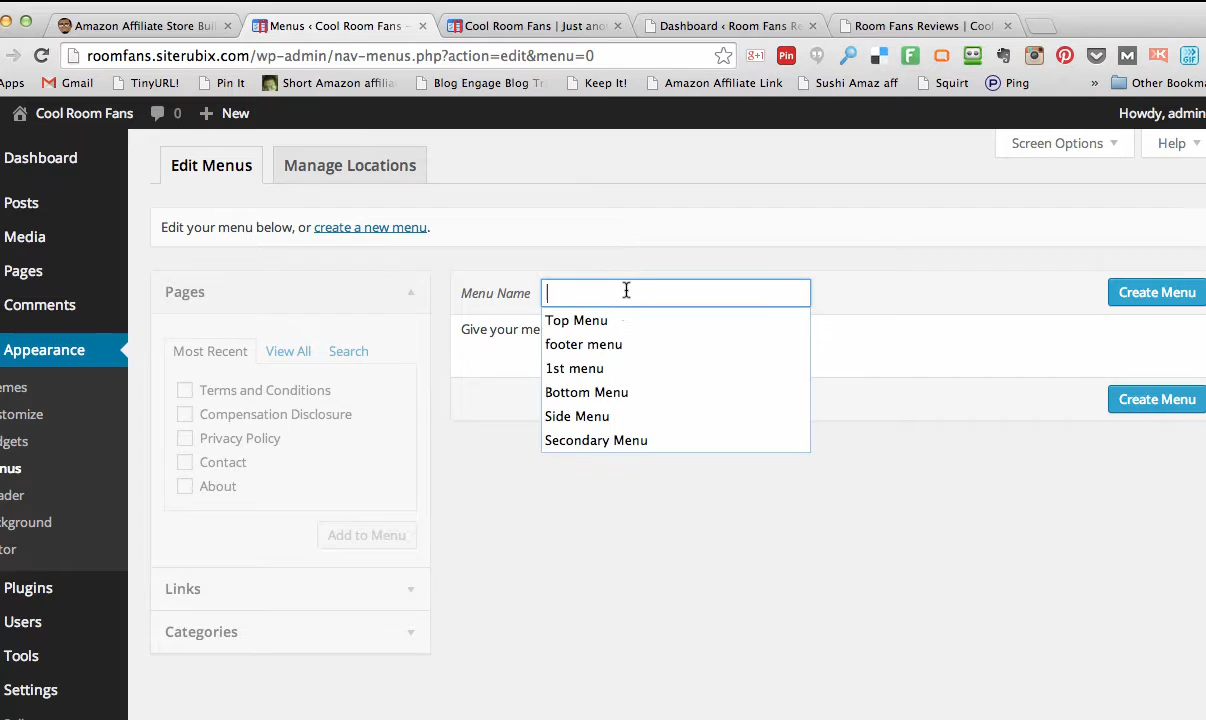 Amazon Affiliate Store Buil
Menus ‹ Cool Room Fans –
Cool Room Fans | Just ano
Dashboard ‹ Room Fans Re
Room Fans Reviews | Cool
roomfans.siterubix.com/wp-admin/nav-menus.php?action=edit&menu=0
Apps
Gmail
TinyURL!
Pin It
Short Amazon affili
Blog Engage Blog Tr
Keep It!
Amazon Affiliate Link
Sushi Amaz aff
Squirt
Ping
»
Other Bookma
Cool Room Fans
0
New
Howdy, admin
Dashboard
Posts
Media
Pages
Comments
Appearance
emes
stomize
dgets
nus
ader
ckground
tor
Plugins
Users
Tools
Settings
Screen Options
Help
Edit Menus
Manage Locations
Edit your menu below, or create a new menu.
Pages
Most Recent
View All
Search
Terms and Conditions
Compensation Disclosure
Privacy Policy
Contact
About
Add to Menu
Links
Categories
Menu Name
Create Menu
Give your me
Top Menu
footer menu
1st menu
Bottom Menu
Side Menu
Secondary Menu
Create Menu